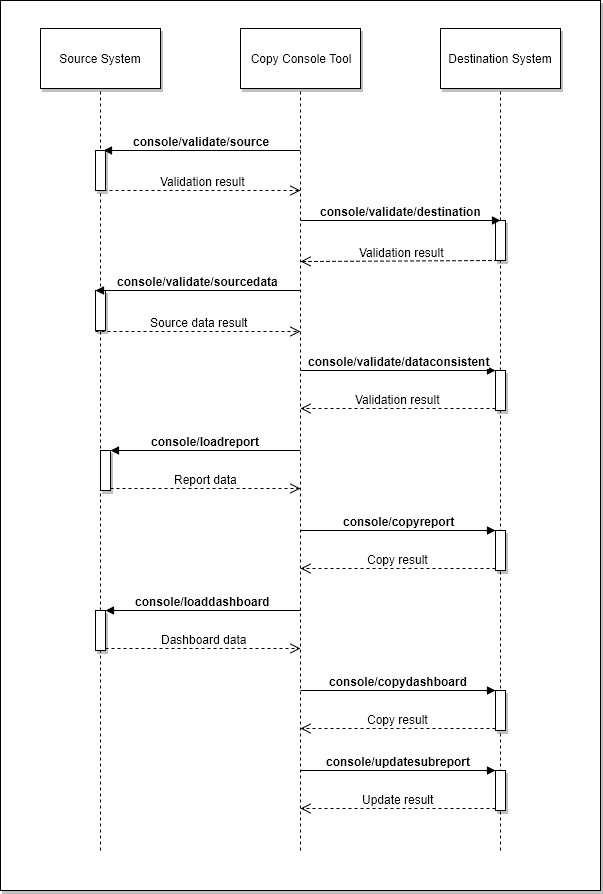 Source System
Copy Console Tool
Destination System
console/validate/source
Validation result
console/validate/destination
Validation result
console/validate/sourcedata
Source data result
console/validate/dataconsistent
Validation result
console/loadreport
Report data
console/copyreport
Copy result
console/loaddashboard
Dashboard data
console/copydashboard
Copy result
console/updatesubreport
Update result